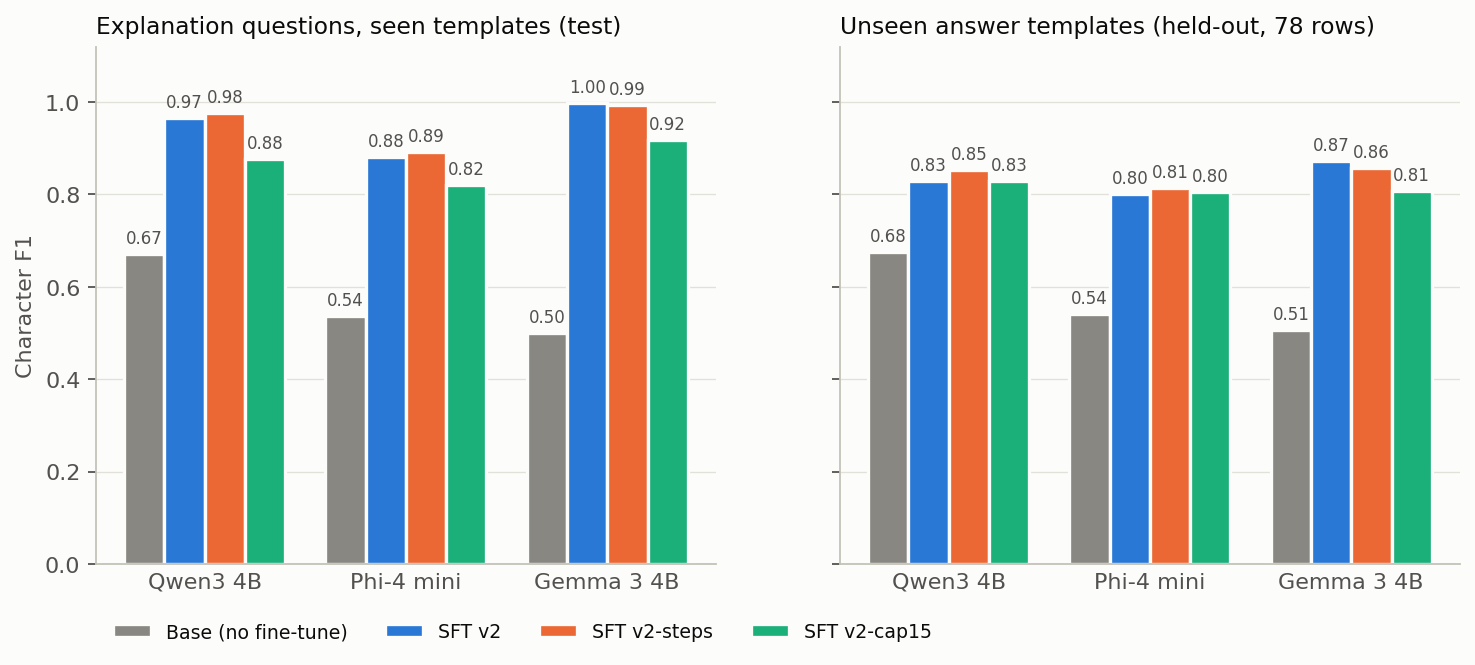 Explanation questions, seen templates (test)
Unseen answer templates (held-out, 78 rows)
Character F1
1.0
0.8
0.6
0.4
0.2
0.0
0.67
0.97
0.98
0.88
0.54
0.88
0.89
0.82
0.50
1.00
0.99
0.92
0.68
0.83
0.85
0.83
0.54
0.80
0.81
0.80
0.51
0.87
0.86
0.81
Qwen3 4B
Phi-4 mini
Gemma 3 4B
Qwen3 4B
Phi-4 mini
Gemma 3 4B
Base (no fine-tune)
SFT v2
SFT v2-steps
SFT v2-cap15